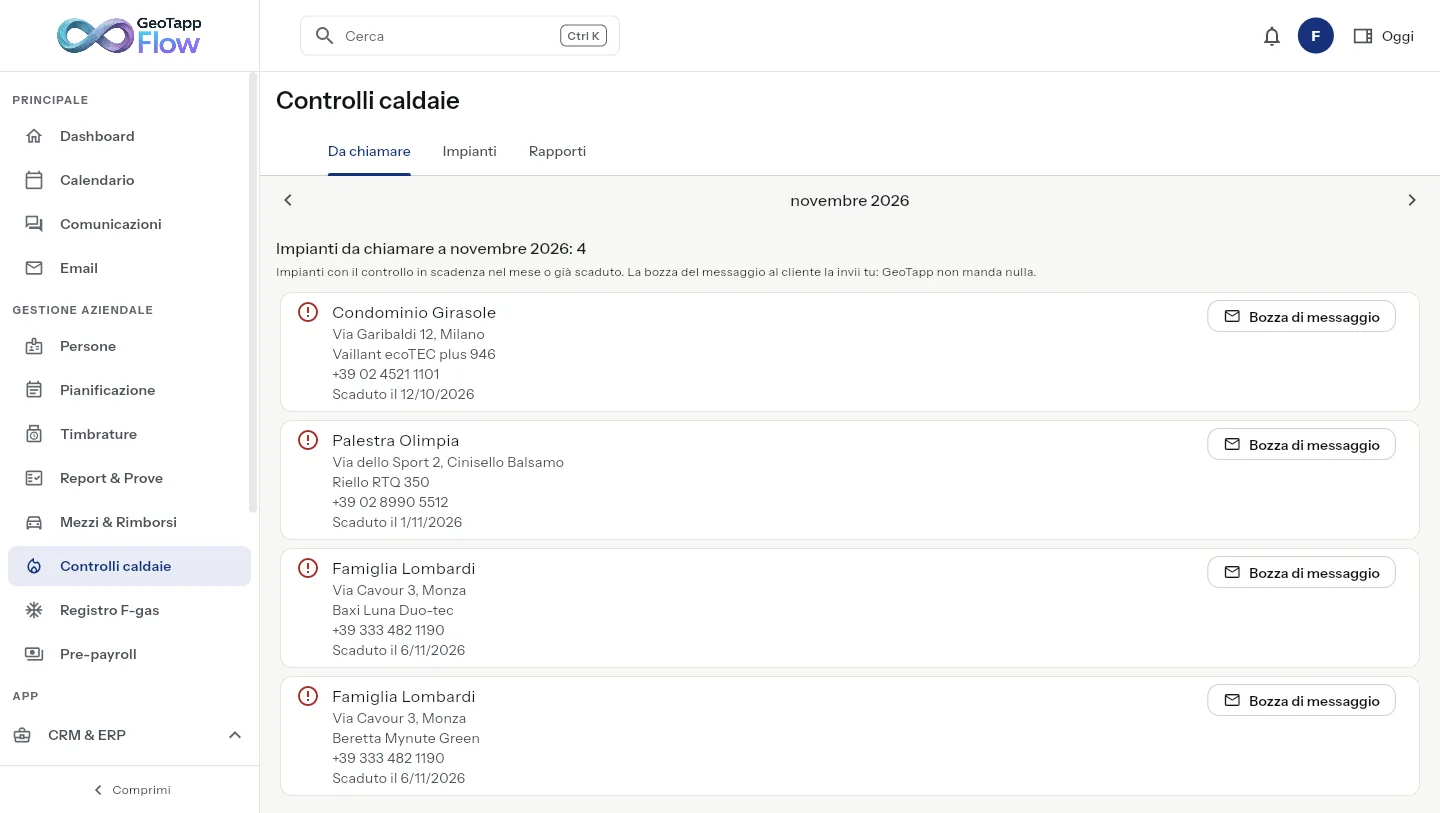 GeoTapp
Flow
Cerca
Ctrl K
F
Oggi
PRINCIPALE
Dashboard
Calendario
Comunicazioni
Email
GESTIONE AZIENDALE
Persone
Pianificazione
Timbrature
Report & Prove
Mezzi & Rimborsi
Controlli caldaie
Registro F-gas
Pre-payroll
APP
CRM & ERP
Comprimi
Controlli caldaie
Da chiamare
Impianti
Rapporti
novembre 2026
Impianti da chiamare a novembre 2026: 4
Impianti con il controllo in scadenza nel mese o già scaduto. La bozza del messaggio al cliente la invii tu: GeoTapp non manda nulla.
Condominio Girasole
Via Garibaldi 12, Milano
Vaillant ecoTEC plus 946
+39 02 4521 1101
Scaduto il 12/10/2026
Bozza di messaggio
Palestra Olimpia
Via dello Sport 2, Cinisello Balsamo
Riello RTQ 350
+39 02 8990 5512
Scaduto il 1/11/2026
Bozza di messaggio
Famiglia Lombardi
Via Cavour 3, Monza
Baxi Luna Duo-tec
+39 333 482 1190
Scaduto il 6/11/2026
Bozza di messaggio
Famiglia Lombardi
Via Cavour 3, Monza
Beretta Mynute Green
+39 333 482 1190
Scaduto il 6/11/2026
Bozza di messaggio